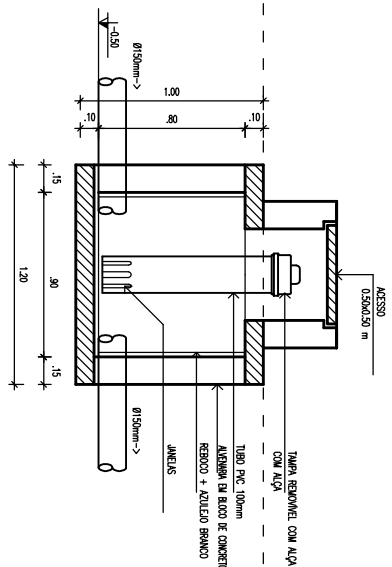 -0.50
Ø150mm->
1.00
.10
.80
.10
.15
.90
.15
1.20
ACESSO
0.50x0.50 m
TAMPA REMOVÍVEL COM ALÇA
COM ALÇA
TUBO PVC 100mm
ALVENARIA EM BLOCO DE CONCRETO
REBOCO + AZULEJO BRANCO
JANELAS
Ø150mm->